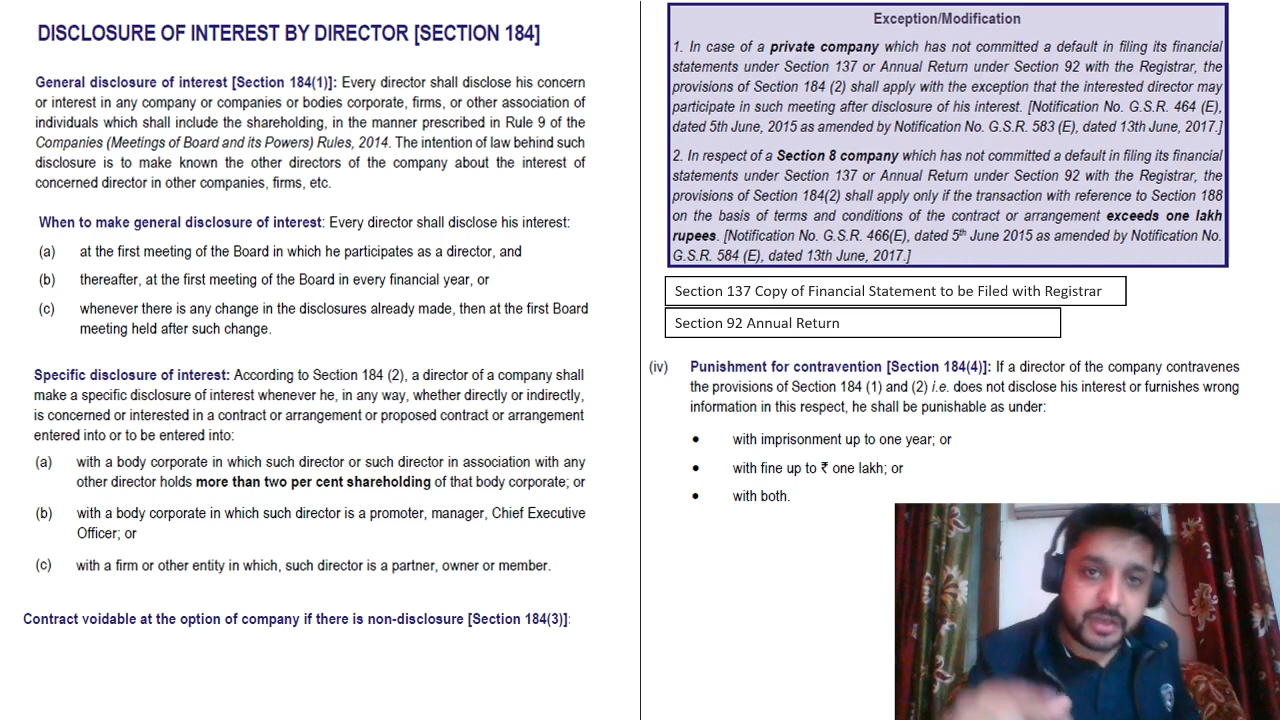 DISCLOSURE OF INTEREST BY DIRECTOR [SECTION 184]
General disclosure of interest [Section 184(1)]: Every director shall disclose his concern
or interest in any company or companies or bodies corporate, firms, or other association of
individuals which shall include the shareholding, in the manner prescribed in Rule 9 of the
Companies (Meetings of Board and its Powers) Rules, 2014. The intention of law behind such
disclosure is to make known the other directors of the company about the interest of
concerned director in other companies, firms, etc.
When to make general disclosure of interest: Every director shall disclose his interest:
(a) at the first meeting of the Board in which he participates as a director, and
(b) thereafter, at the first meeting of the Board in every financial year, or
(c) whenever there is any change in the disclosures already made, then at the first Board
meeting held after such change.
Specific disclosure of interest: According to Section 184 (2), a director of a company shall
make a specific disclosure of interest whenever he, in any way, whether directly or indirectly,
is concerned or interested in a contract or arrangement or proposed contract or arrangement
entered into or to be entered into:
(a) with a body corporate in which such director or such director in association with any
other director holds more than two per cent shareholding of that body corporate; or
(b) with a body corporate in which such director is a promoter, manager, Chief Executive
Officer; or
(c) with a firm or other entity in which, such director is a partner, owner or member.
Contract voidable at the option of company if there is non-disclosure [Section 184(3)]:
Exception/Modification
1. In case of a private company which has not committed a default in filing its financial
statements under Section 137 or Annual Return under Section 92 with the Registrar, the
provisions of Section 184 (2) shall apply with the exception that the interested director may
participate in such meeting after disclosure of his interest. [Notification No. G.S.R. 464 (E),
dated 5th June, 2015 as amended by Notification No. G.S.R. 583 (E), dated 13th June, 2017.]
2. In respect of a Section 8 company which has not committed a default in filing its financial
statements under Section 137 or Annual Return under Section 92 with the Registrar, the
provisions of Section 184(2) shall apply only if the transaction with reference to Section 188
on the basis of terms and conditions of the contract or arrangement exceeds one lakh
rupees. [Notification No. G.S.R. 466(E), dated 5th June 2015 as amended by Notification No.
G.S.R. 584 (E), dated 13th June, 2017.]
Section 137 Copy of Financial Statement to be Filed with Registrar
Section 92 Annual Return
(iv) Punishment for contravention [Section 184(4)]: If a director of the company contravenes
the provisions of Section 184 (1) and (2) i.e. does not disclose his interest or furnishes wrong
information in this respect, he shall be punishable as under:
• with imprisonment up to one year; or
• with fine up to ₹ one lakh; or
• with both.